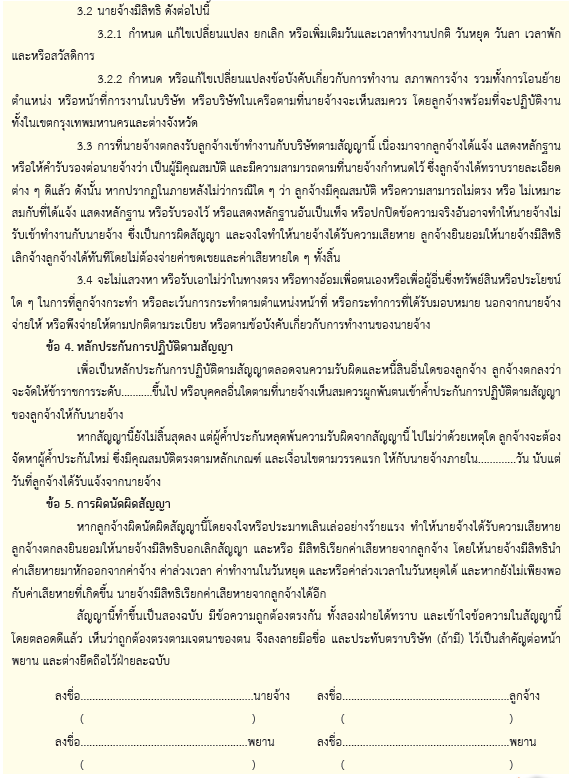 3.2 นายจ้างมีสิทธิ ดังต่อไปนี้
3.2.1 กำหนด แก้ไขเปลี่ยนแปลง ยกเลิก หรือเพิ่มเติมวันและเวลาทำงานปกติ วันหยุด วันลา เวลาพัก
และหรือสวัสดิการ
3.2.2 กำหนด หรือแก้ไขเปลี่ยนแปลงข้อบังคับเกี่ยวกับการทำงาน สภาพการจ้าง รวมทั้งการโอนย้าย
ตำแหน่ง หรือหน้าที่การงานในบริษัท หรือบริษัทในเครือตามที่นายจ้างจะเห็นสมควร โดยลูกจ้างพร้อมที่จะปฏิบัติงาน
ทั้งในเขตกรุงเทพมหานครและต่างจังหวัด
3.3 การที่นายจ้างตกลงรับลูกจ้างเข้าทำงานกับบริษัทตามสัญญานี้ เนื่องมาจากลูกจ้างได้แจ้ง แสดงหลักฐาน
หรือให้คำรับรองต่อนายจ้างว่า เป็นผู้มีคุณสมบัติ และมีความสามารถตามที่นายจ้างกำหนดไว้ ซึ่งลูกจ้างได้ทราบรายละเอียด
ต่าง ๆ ดีแล้ว ดังนั้น หากปรากฏในภายหลังไม่ว่ากรณีใด ๆ ว่า ลูกจ้างมีคุณสมบัติ หรือความสามารถไม่ตรง หรือ ไม่เหมาะ
สมกับที่ได้แจ้ง แสดงหลักฐาน หรือรับรองไว้ หรือแสดงหลักฐานอันเป็นเท็จ หรือปกปิดข้อความจริงอันอาจทำให้นายจ้างไม่
รับเข้าทำงานกับนายจ้าง ซึ่งเป็นการผิดสัญญา และจงใจทำให้นายจ้างได้รับความเสียหาย ลูกจ้างยินยอมให้นายจ้างมีสิทธิ
เลิกจ้างลูกจ้างได้ทันทีโดยไม่ต้องจ่ายค่าชดเชยและค่าเสียหายใด ๆ ทั้งสิ้น
3.4 จะไม่แสวงหา หรือรับเอาไม่ว่าในทางตรง หรือทางอ้อมเพื่อตนเองหรือเพื่อผู้อื่นซึ่งทรัพย์สินหรือประโยชน์
ใด ๆ ในการที่ลูกจ้างกระทำ หรือละเว้นการกระทำตามตำแหน่งหน้าที่ หรือกระทำการที่ได้รับมอบหมาย นอกจากนายจ้าง
จ่ายให้ หรือพึงจ่ายให้ตามปกติตามระเบียบ หรือตามข้อบังคับเกี่ยวกับการทำงานของนายจ้าง
ข้อ 4. หลักประกันการปฏิบัติตามสัญญา
เพื่อเป็นหลักประกันการปฏิบัติตามสัญญาตลอดจนความรับผิดและหนี้สินอื่นใดของลูกจ้าง ลูกจ้างตกลงว่า
จะจัดให้ข้าราชการระดับ...........ขึ้นไป หรือบุคคลอื่นใดตามที่นายจ้างเห็นสมควรผูกพันตนเข้าค้ำประกันการปฏิบัติตามสัญญา
ของลูกจ้างให้กับนายจ้าง
หากสัญญานี้ยังไม่สิ้นสุดลง แต่ผู้ค้ำประกันหลุดพ้นความรับผิดจากสัญญานี้ ไปไม่ว่าด้วยเหตุใด ลูกจ้างจะต้อง
จัดหาผู้ค้ำประกันใหม่ ซึ่งมีคุณสมบัติตรงตามหลักเกณฑ์ และเงื่อนไขตามวรรคแรก ให้กับนายจ้างภายใน.............วัน นับแต่
วันที่ลูกจ้างได้รับแจ้งจากนายจ้าง
ข้อ 5. การผิดนัดผิดสัญญา
หากลูกจ้างผิดนัดผิดสัญญานี้โดยจงใจหรือประมาทเลินเล่ออย่างร้ายแรง ทำให้นายจ้างได้รับความเสียหาย
ลูกจ้างตกลงยินยอมให้นายจ้างมีสิทธิบอกเลิกสัญญา และหรือ มีสิทธิเรียกค่าเสียหายจากลูกจ้าง โดยให้นายจ้างมีสิทธินำ
ค่าเสียหายมาหักออกจากค่าจ้าง ค่าล่วงเวลา ค่าทำงานในวันหยุด และหรือค่าล่วงเวลาในวันหยุดได้ และหากยังไม่เพียงพอ
กับค่าเสียหายที่เกิดขึ้น นายจ้างมีสิทธิเรียกค่าเสียหายจากลูกจ้างได้อีก
สัญญานี้ทำขึ้นเป็นสองฉบับ มีข้อความถูกต้องตรงกัน ทั้งสองฝ่ายได้ทราบ และเข้าใจข้อความในสัญญานี้
โดยตลอดดีแล้ว เห็นว่าถูกต้องตรงตามเจตนาของตน จึงลงลายมือชื่อ และประทับตราบริษัท (ถ้ามี) ไว้เป็นสำคัญต่อหน้า
พยาน และต่างยึดถือไว้ฝ่ายละฉบับ
ลงชื่อ..........................................................นายจ้าง ลงชื่อ........................................................ลูกจ้าง
( ) ( )
ลงชื่อ........................................................พยาน ลงชื่อ........................................................พยาน
( ) ( )